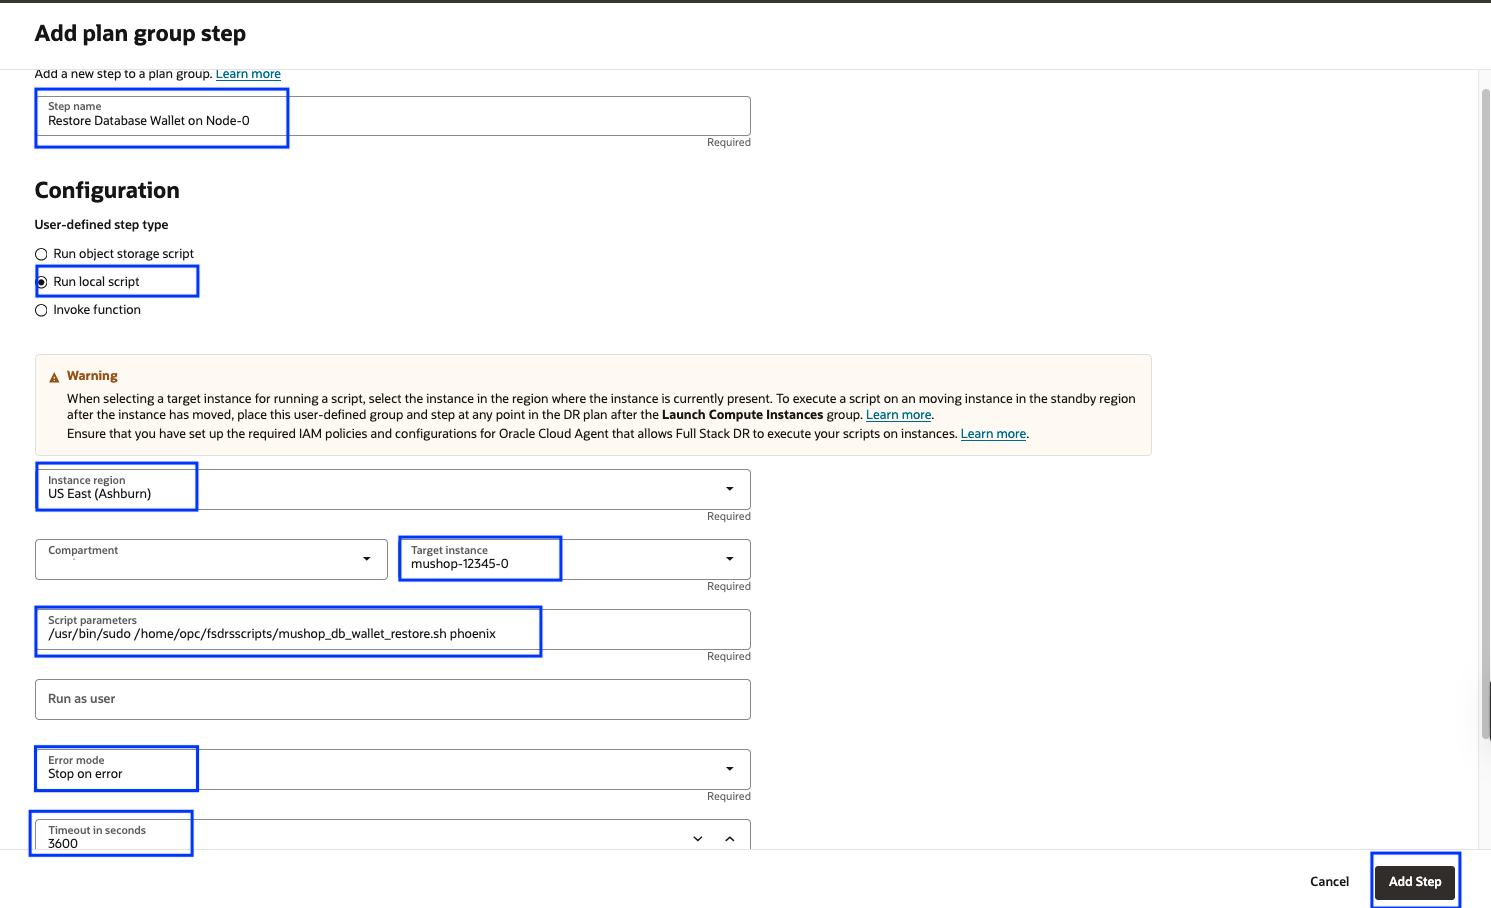 Add plan group step
Add a new step to a plan group. Learn more
Step name
Restore Database Wallet on Node-0
Required
Configuration
User-defined step type
Run object storage script
Run local script
Invoke function
Warning
When selecting a target instance for running a script, select the instance in the region where the instance is currently present. To execute a script on an moving instance in the standby region
after the instance has moved, place this user-defined group and step at any point in the DR plan after the Launch Compute Instances group. Learn more.
Ensure that you have set up the required IAM policies and configurations for Oracle Cloud Agent that allows Full Stack DR to execute your scripts on instances. Learn more.
Instance region
US East (Ashburn)
Required
Compartment
Target instance
mushop-12345-0
Required
Script parameters
/usr/bin/sudo /home/opc/fsdrsscripts/mushop_db_wallet_restore.sh phoenix
Required
Run as user
Error mode
Stop on error
Required
Timeout in seconds
3600
Cancel
Add Step